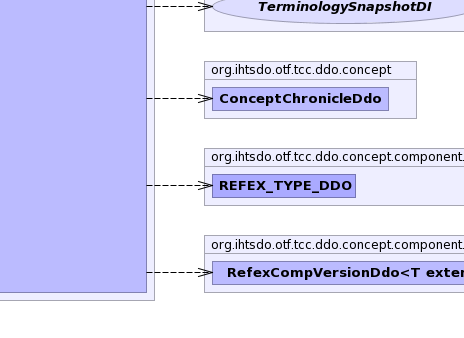 TerminologySnapshotDI
org.ihtsdo.otf.tcc.ddo.concept
ConceptChronicleDdo
org.ihtsdo.otf.tcc.ddo.concept.component.
REFEX_TYPE_DDO
org.ihtsdo.otf.tcc.ddo.concept.component.
RefexCompVersionDdo<T exter